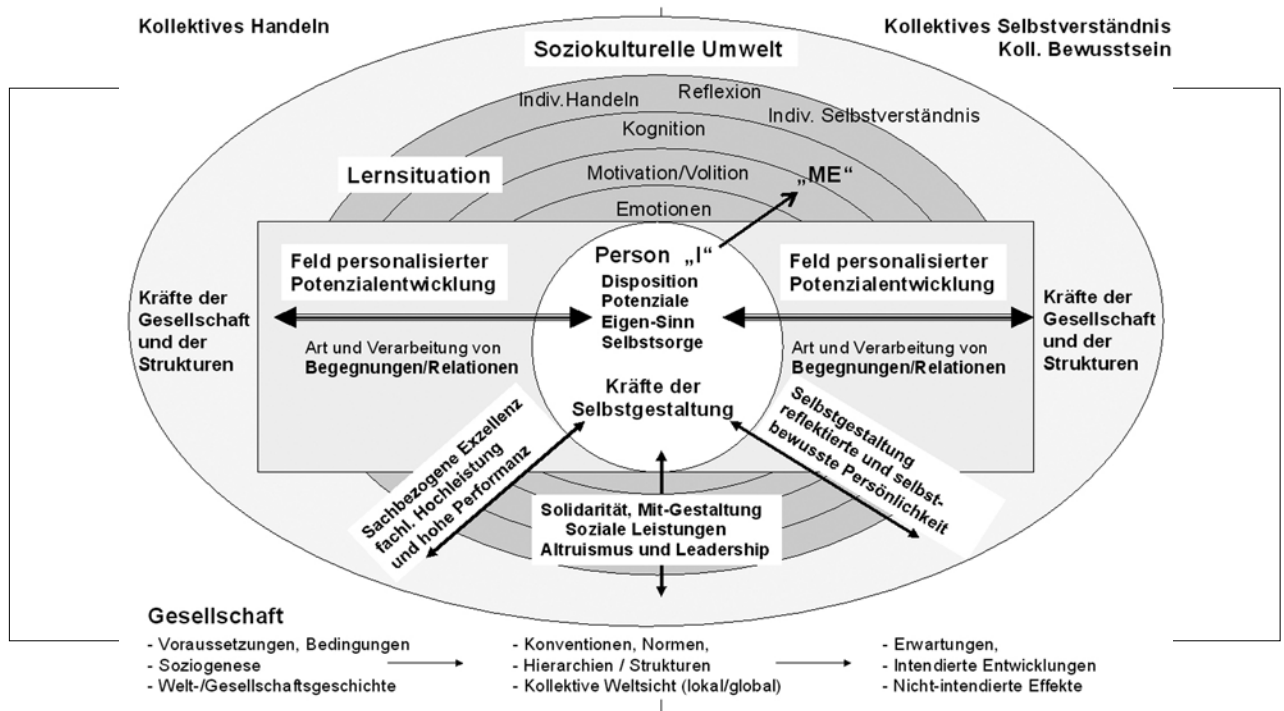 Kollektives Handeln
Kollektives Selbstverständnis
Koll. Bewusstsein
Soziokulturelle Umwelt
Indiv.Handeln
Reflexion
Indiv. Selbstverständnis
Kognition
Lernsituation
Motivation/Volition
„ME“
Emotionen
Person „I“
Disposition
Potenziale
Eigen-Sinn
Selbstsorge
Kräfte der
Selbstgestaltung
Feld personalisierter
Potenzialentwicklung
Art und Verarbeitung von
Begegnungen/Relationen
Kräfte der
Gesellschaft
und der
Strukturen
Feld personalisierter
Potenzialentwicklung
Art und Verarbeitung von
Begegnungen/Relationen
Kräfte der
Gesellschaft
und der
Strukturen
Sachbezogene Exzellenz
fachl. Hochleistung
und hohe Performanz
Solidarität, Mit-Gestaltung
Soziale Leistungen
Altruismus und Leadership
Selbstgestaltung
reflektierte und selbst-
bewusste Persönlichkeit
Gesellschaft
- Voraussetzungen, Bedingungen
- Soziogenese
- Welt-/Gesellschaftsgeschichte
- Konventionen, Normen,
- Hierarchien / Strukturen
- Kollektive Weltsicht (lokal/global)
- Erwartungen,
- Intendierte Entwicklungen
- Nicht-intendierte Effekte